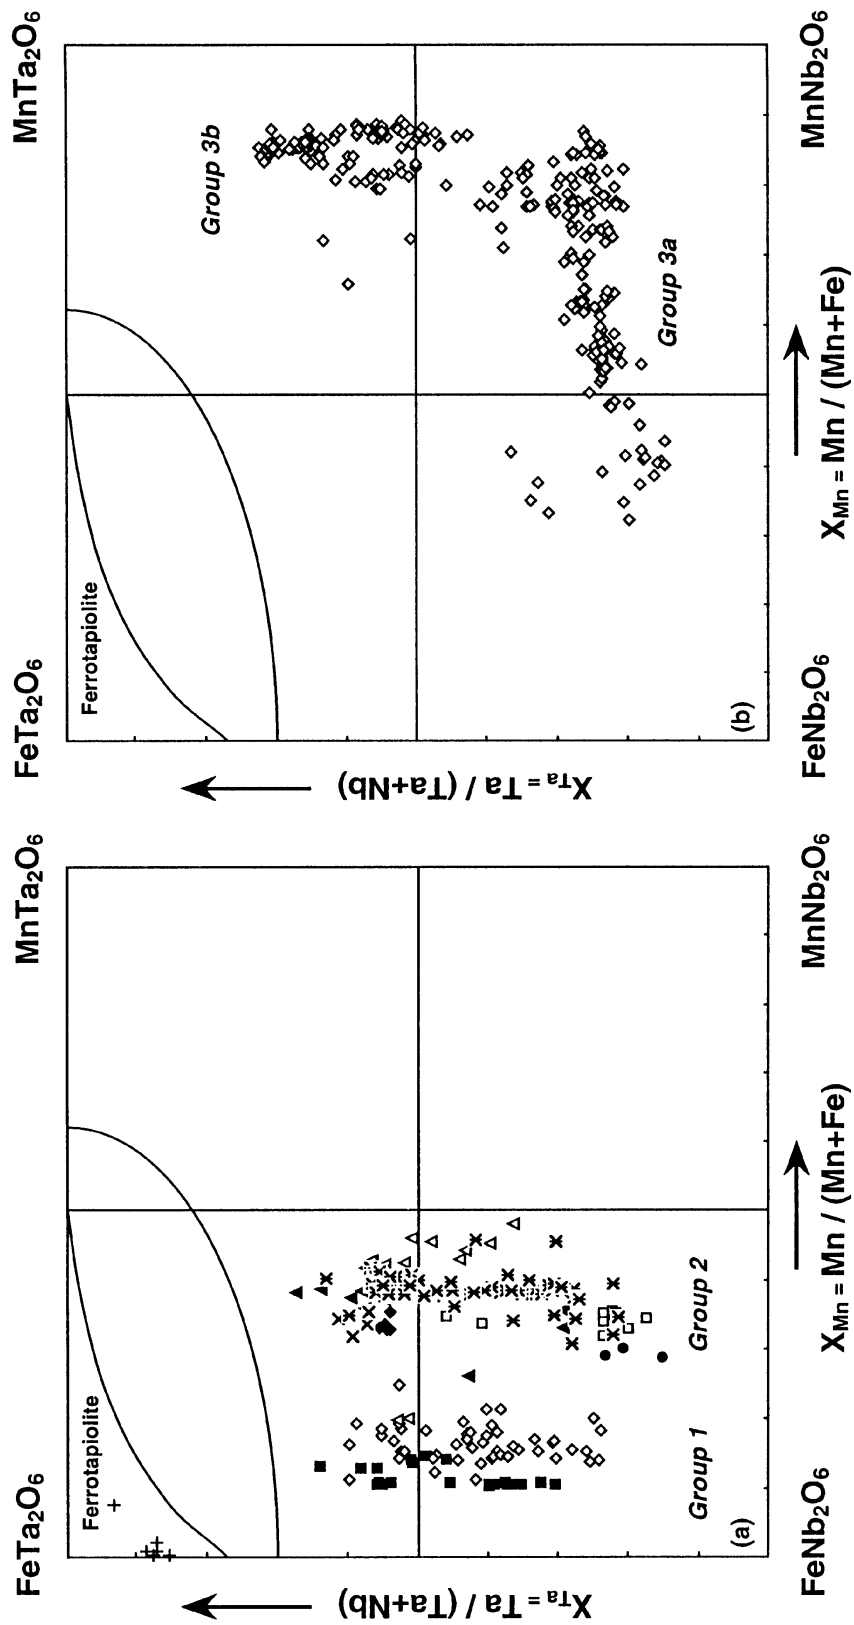 FeTa2O6
MnTa2O6
Ferrotapiolite
XTa = Ta / (Ta+Nb)
Group 1
Group 2
(a)
FeNb2O6
MnNb2O6
XMn = Mn / (Mn+Fe)
FeTa2O6
MnTa2O6
Ferrotapiolite
Group 3b
XTa = Ta / (Ta+Nb)
Group 3a
(b)
FeNb2O6
MnNb2O6
XMn = Mn / (Mn+Fe)